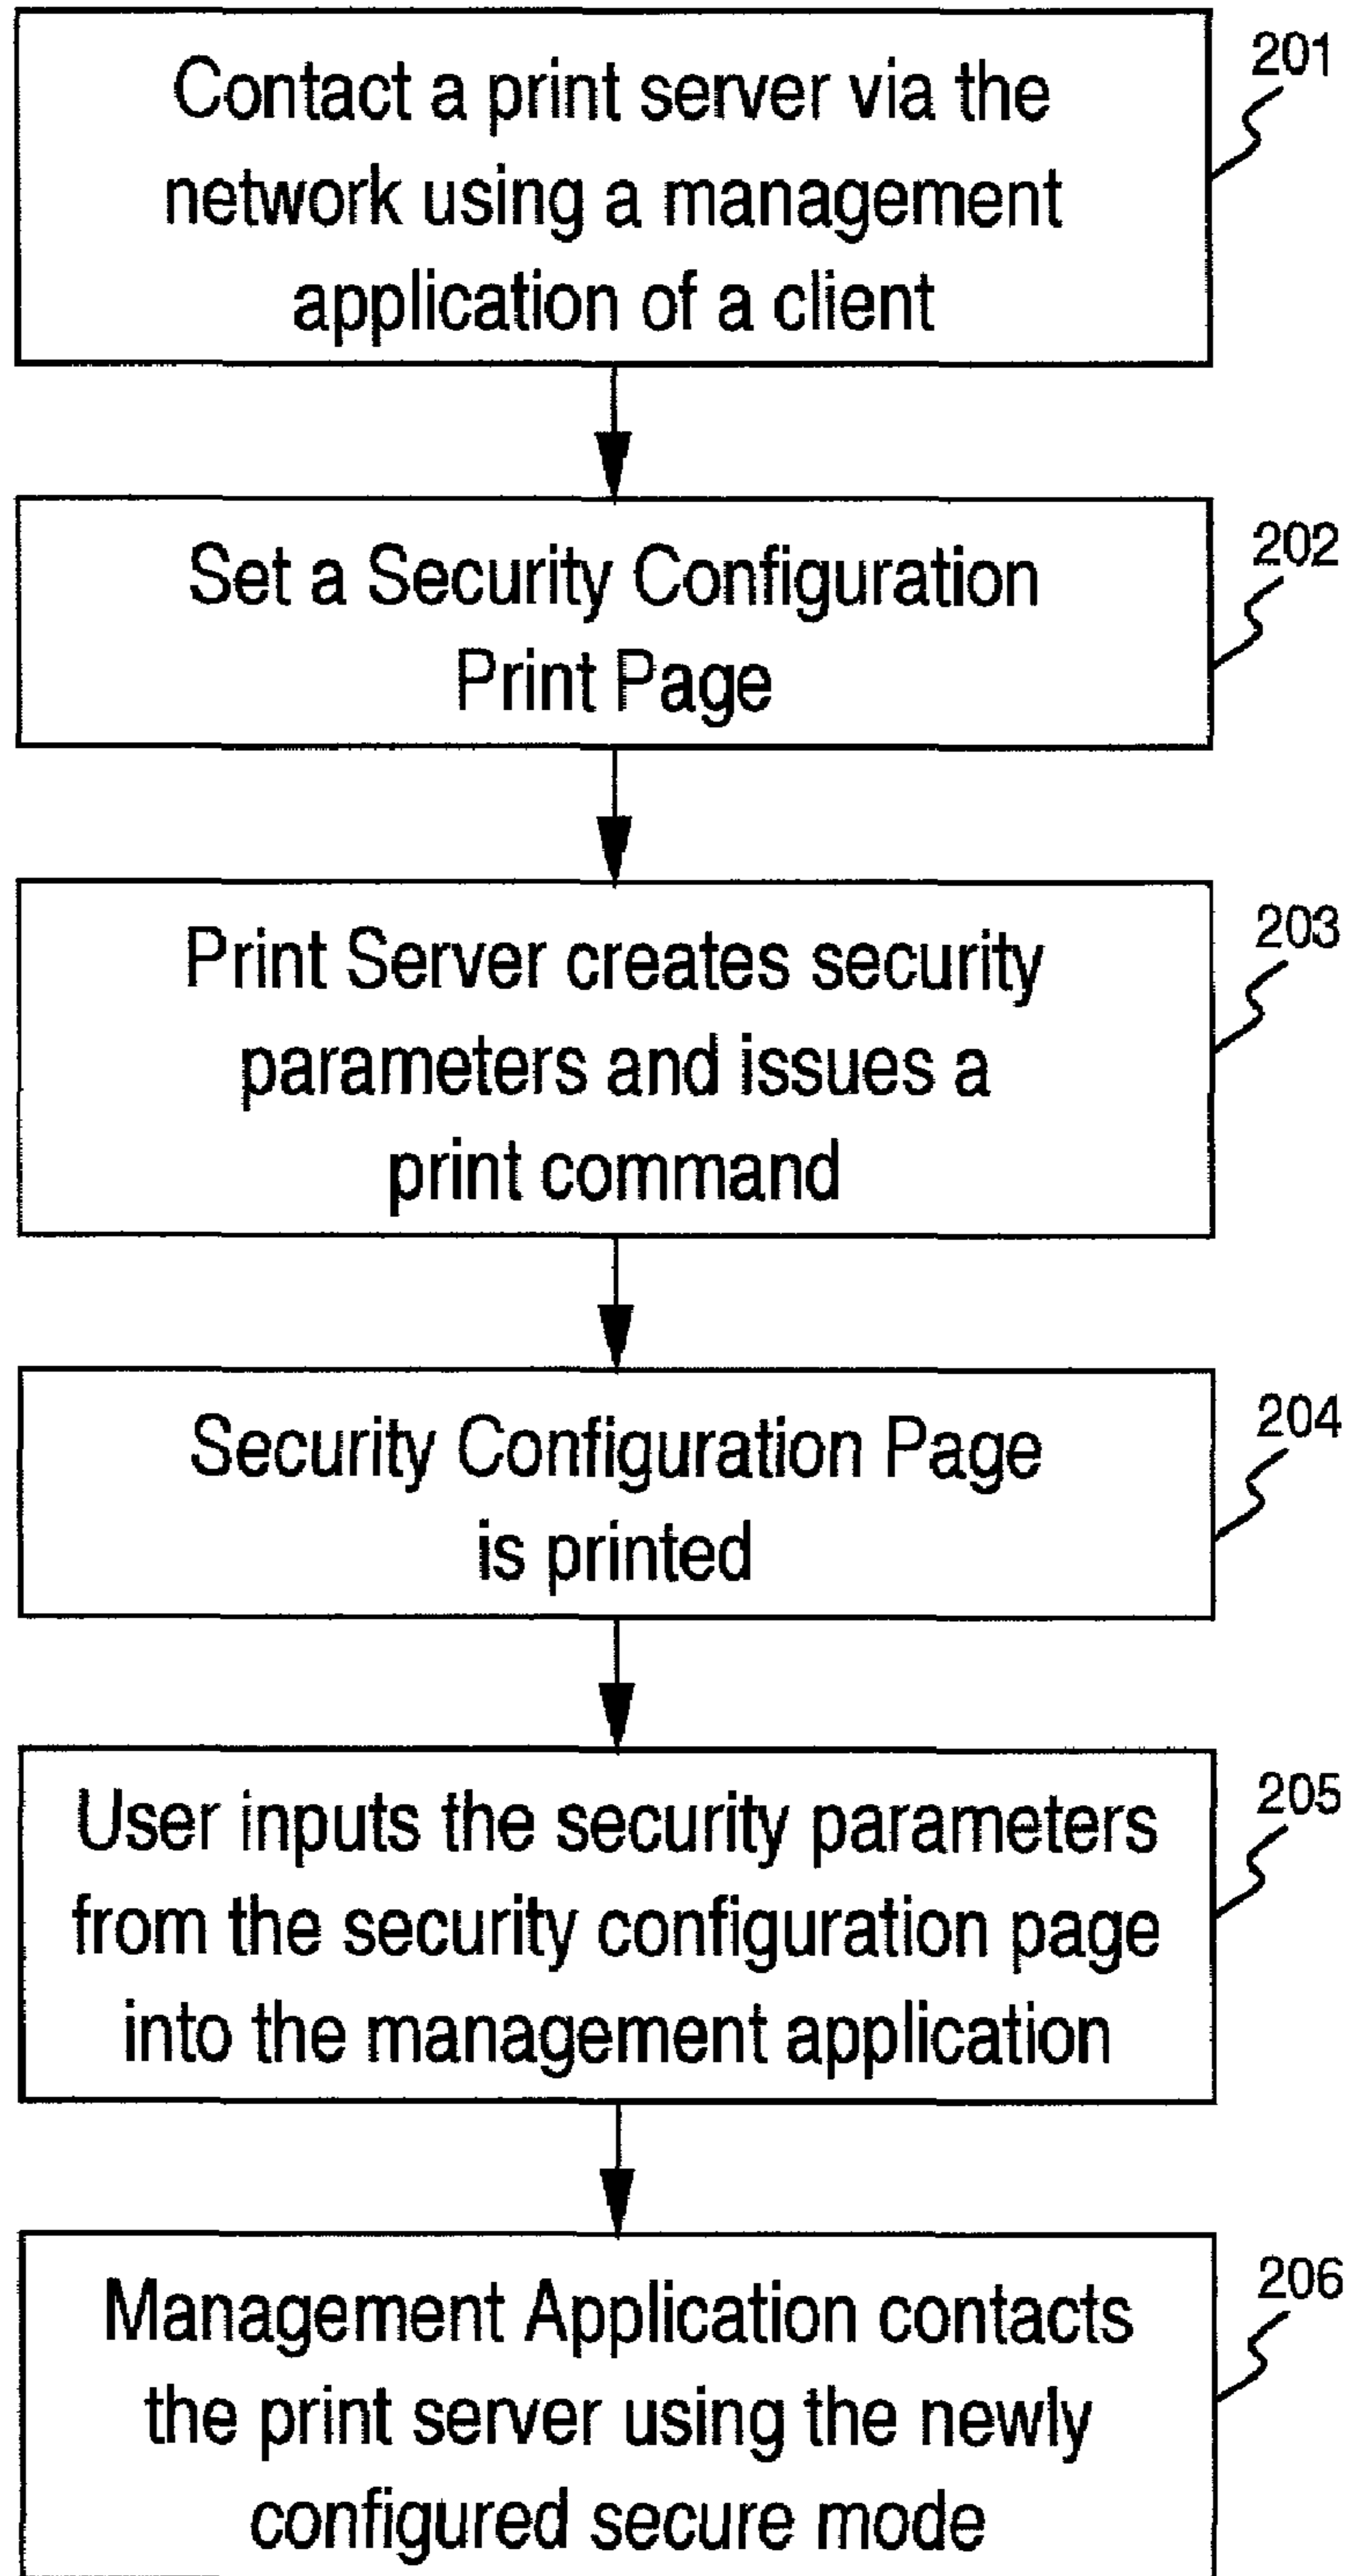 Contact a print server via the
network using a management
application of a client
201
Set a Security Configuration
Print Page
202
Print Server creates security
parameters and issues a
print command
203
Security Configuration Page
is printed
204
User inputs the security parameters
from the security configuration page
into the management application
205
Management Application contacts
the print server using the newly
configured secure mode
206